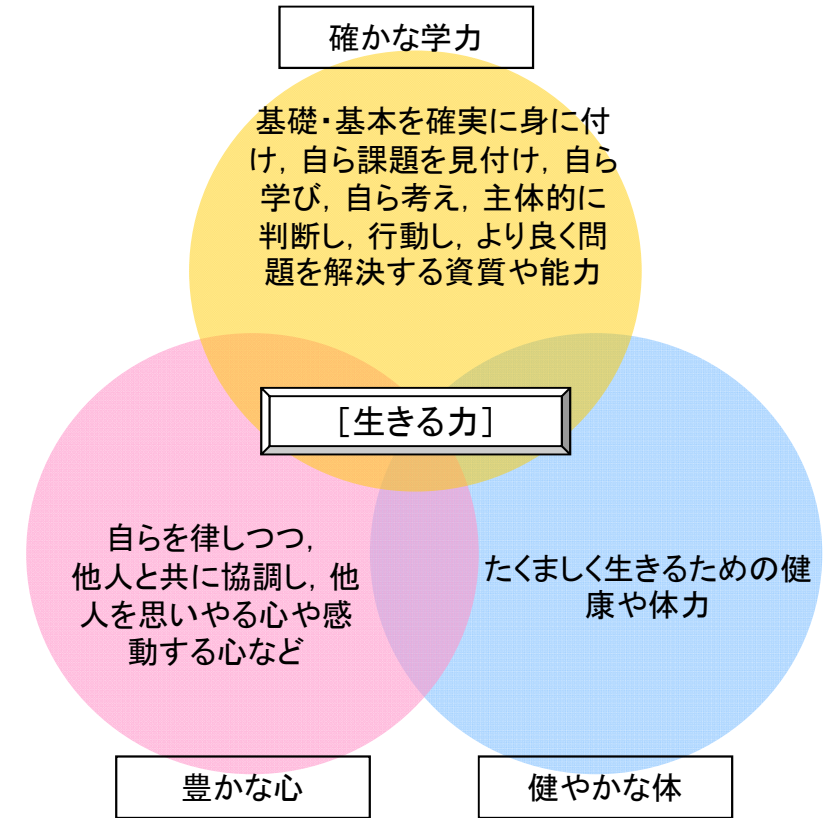 確かな学力
基礎・基本を確実に身に付
け，自ら課題を見付け，自ら
学び，自ら考え，主体的に
判断し，行動し，より良く問
題を解決する資質や能力
［生きる力］
自らを律しつつ，
他人と共に協調し，他
人を思いやる心や感
動する心など
たくましく生きるための健
康や体力
豊かな心
健やかな体